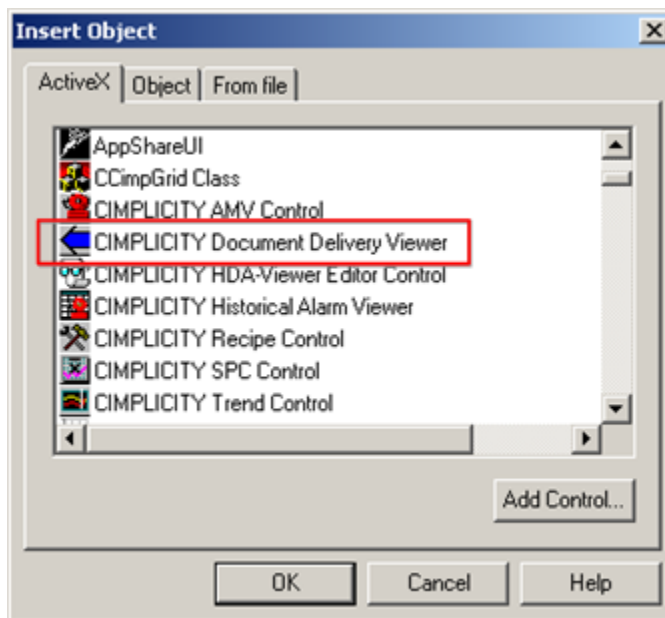 Insert Object
ActiveX Object From file
AppShareUI
CCimpGrid Class
CIMPLICITY AMV Control
CIMPLICITY Document Delivery Viewer
CIMPLICITY HDA-Viewer Editor Control
CIMPLICITY Historical Alarm Viewer
CIMPLICITY Recipe Control
CIMPLICITY SPC Control
CIMPLICITY Trend Control
Add Control...
OK Cancel Help